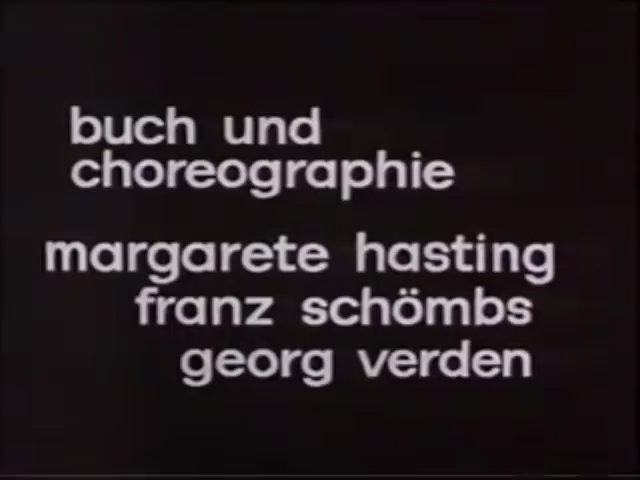 buch und
choreographie
margarete hasting
franz schömbs
georg verden